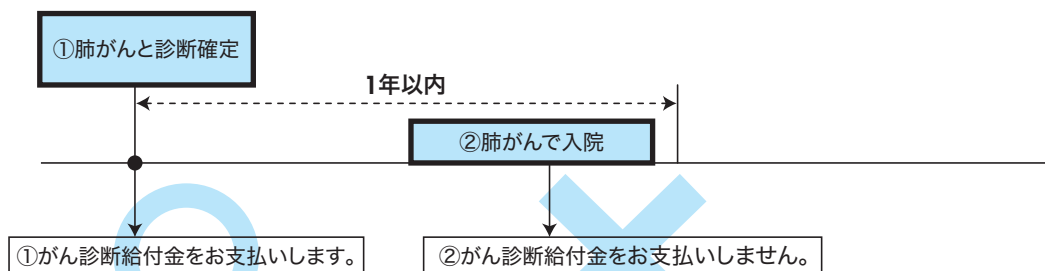 ①肺がんと診断確定
1年以内
②肺がんで入院
①がん診断給付金をお支払いします。
②がん診断給付金をお支払いしません。